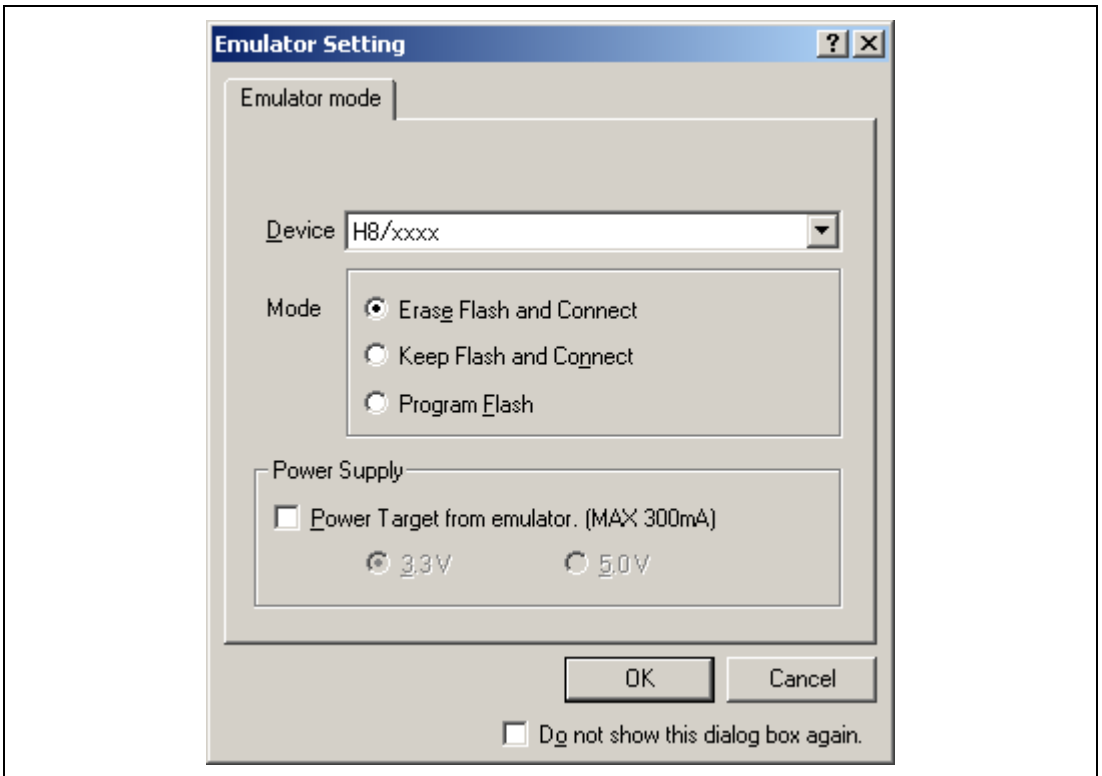 Emulator Setting
Emulator mode
Device H8/xxxx
Mode
Erase Flash and Connect
Keep Flash and Connect
Program Flash
Power Supply
Power Target from emulator. (MAX 300mA)
3.3V 5.0V
OK Cancel
Do not show this dialog box again.